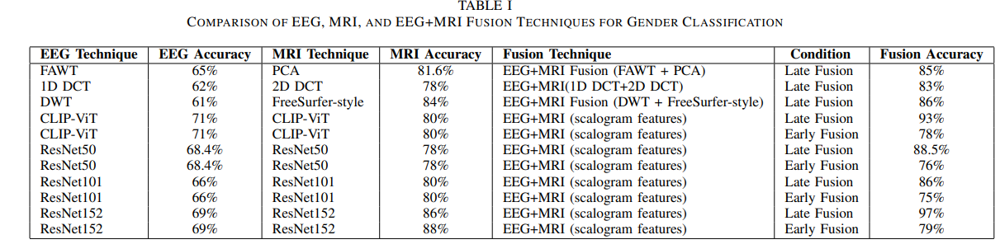 TABLE I
COMPARISON OF EEG, MRI, AND EEG+MRI FUSION TECHNIQUES FOR GENDER CLASSIFICATION
EEG Technique EEG Accuracy MRI Technique MRI Accuracy Fusion Technique Condition Fusion Accuracy
FAWT 65% PCA 81.6% EEG+MRI Fusion (FAWT + PCA) Late Fusion 85%
1D DCT 62% 2D DCT 78% EEG+MRI(1D DCT+2D DCT) Late Fusion 83%
DWT 61% FreeSurfer-style 84% EEG+MRI Fusion (DWT + FreeSurfer-style) Late Fusion 86%
CLIP-ViT 71% CLIP-ViT 80% EEG+MRI (scalogram features) Late Fusion 93%
CLIP-ViT 71% CLIP-ViT 80% EEG+MRI (scalogram features) Early Fusion 78%
ResNet50 68.4% ResNet50 78% EEG+MRI (scalogram features) Late Fusion 88.5%
ResNet50 68.4% ResNet50 78% EEG+MRI (scalogram features) Early Fusion 76%
ResNet101 66% ResNet101 80% EEG+MRI (scalogram features) Late Fusion 86%
ResNet101 66% ResNet101 80% EEG+MRI (scalogram features) Early Fusion 75%
ResNet152 69% ResNet152 86% EEG+MRI (scalogram features) Late Fusion 97%
ResNet152 69% ResNet152 88% EEG+MRI (scalogram features) Early Fusion 79%